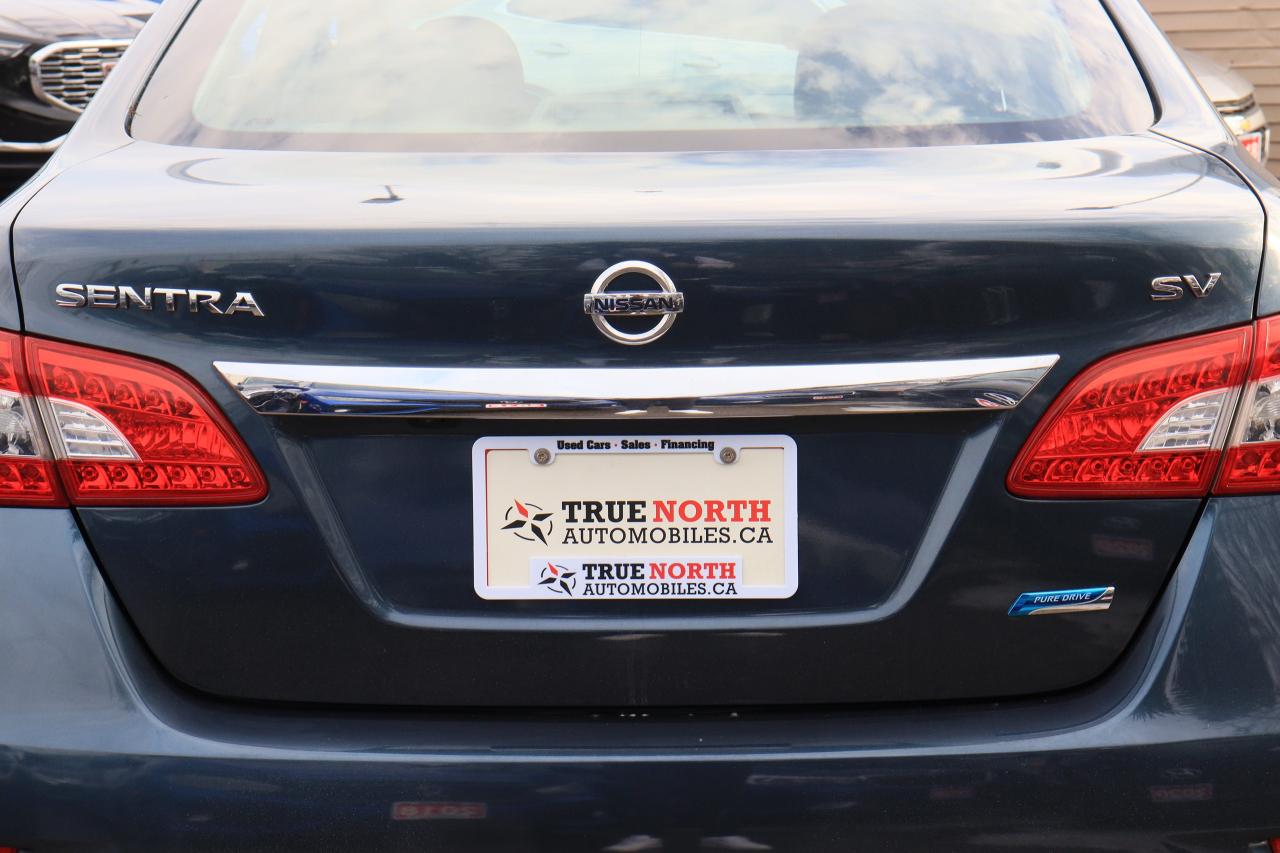 SENTRA
NISSAN
SV
Used Cars · Sales · Financing
TRUE NORTH
AUTOMOBILES.CA
TRUE NORTH
AUTOMOBILES.CA
PURE DRIVE